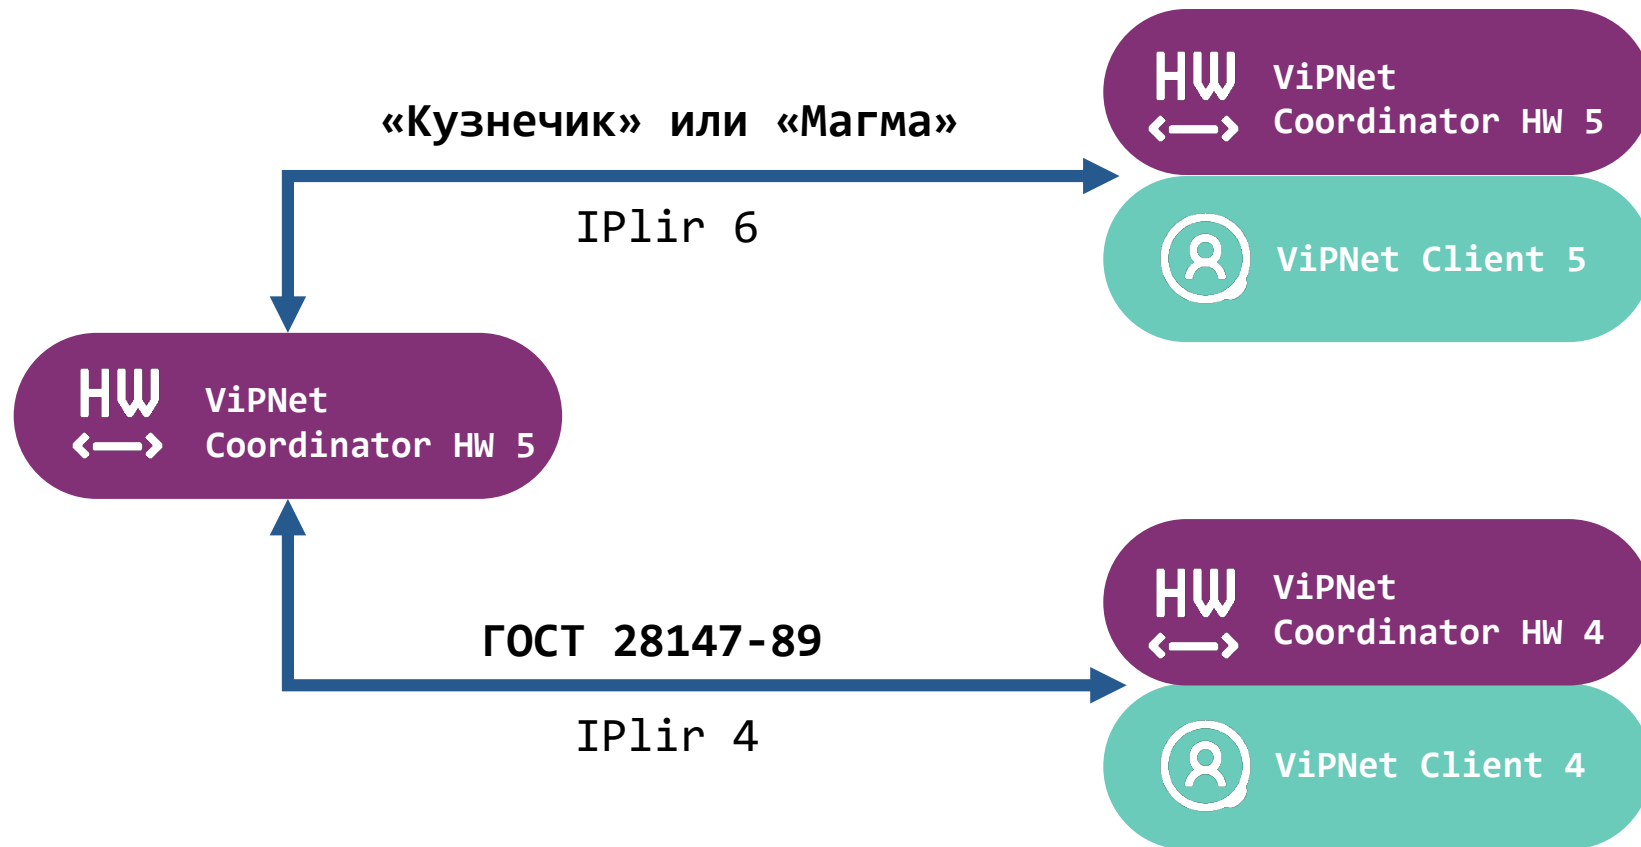 «Кузнечик» или «Магма»
IPlir 6
HW
ViPNet
Coordinator HW 5
ViPNet Client 5
HW
ViPNet
Coordinator HW 5
ГОСТ 28147-89
IPlir 4
HW
ViPNet
Coordinator HW 4
ViPNet Client 4